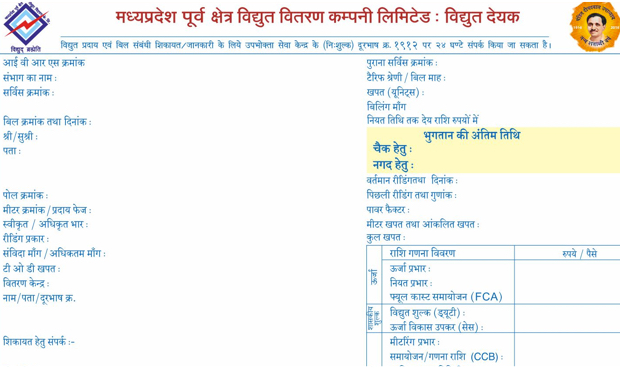 मध्यप्रदेश पूर्व क्षेत्र विद्युत वितरण कम्पनी लिमिटेड : विद्युत देयक
विद्युत प्रदाय एवं बिल संबंधी शिकायत/जानकारी के लिये उपभोक्ता सेवा केन्द्र के (निःशुल्क) दूरभाष क्र. १९१२ पर २४ घण्टे संपर्क किया जा सकता है।
आई वी आर एस क्रमांक
संभाग का नाम :
सर्विस क्रमांक :
बिल क्रमांक तथा दिनांक :
श्री/सुश्री :
पता :
पोल क्रमांक :
मीटर क्रमांक/प्रदाय फेज :
स्वीकृत / अधिकृत भार :
रीडिंग प्रकार :
संविदा माँग / अधिकतम माँग :
टी ओ डी खपत :
वितरण केन्द्र :
नाम/पता/दूरभाष क्र.
शिकायत हेतु संपर्क :-
पुराना सर्विस क्रमांक :
टैरिफ श्रेणी / बिल माह :
खपत (यूनिट्स) :
बिलिंग माँग
नियत तिथि तक देय राशि रुपयों में
भुगतान की अंतिम तिथि
चैक हेतु :
नगद हेतु :
वर्तमान रीडिंगतथा दिनांक :
पिछली रीडिंग तथा गुणांक :
पावर फैक्टर :
मीटर खपत तथा आंकलित खपत :
कुल खपत :
राशि गणना विवरण
रुपये / पैसे
ऊर्जा
ऊर्जा प्रभार :
नियत प्रभार :
फ्यूल कास्ट समायोजन (FCA)
शासकीय शुल्क
विद्युत शुल्क (ड्यूटी) :
ऊर्जा विकास उपकर (सेस) :
मीटरिंग प्रभार :
समायोजन/गणना राशि (CCB) :